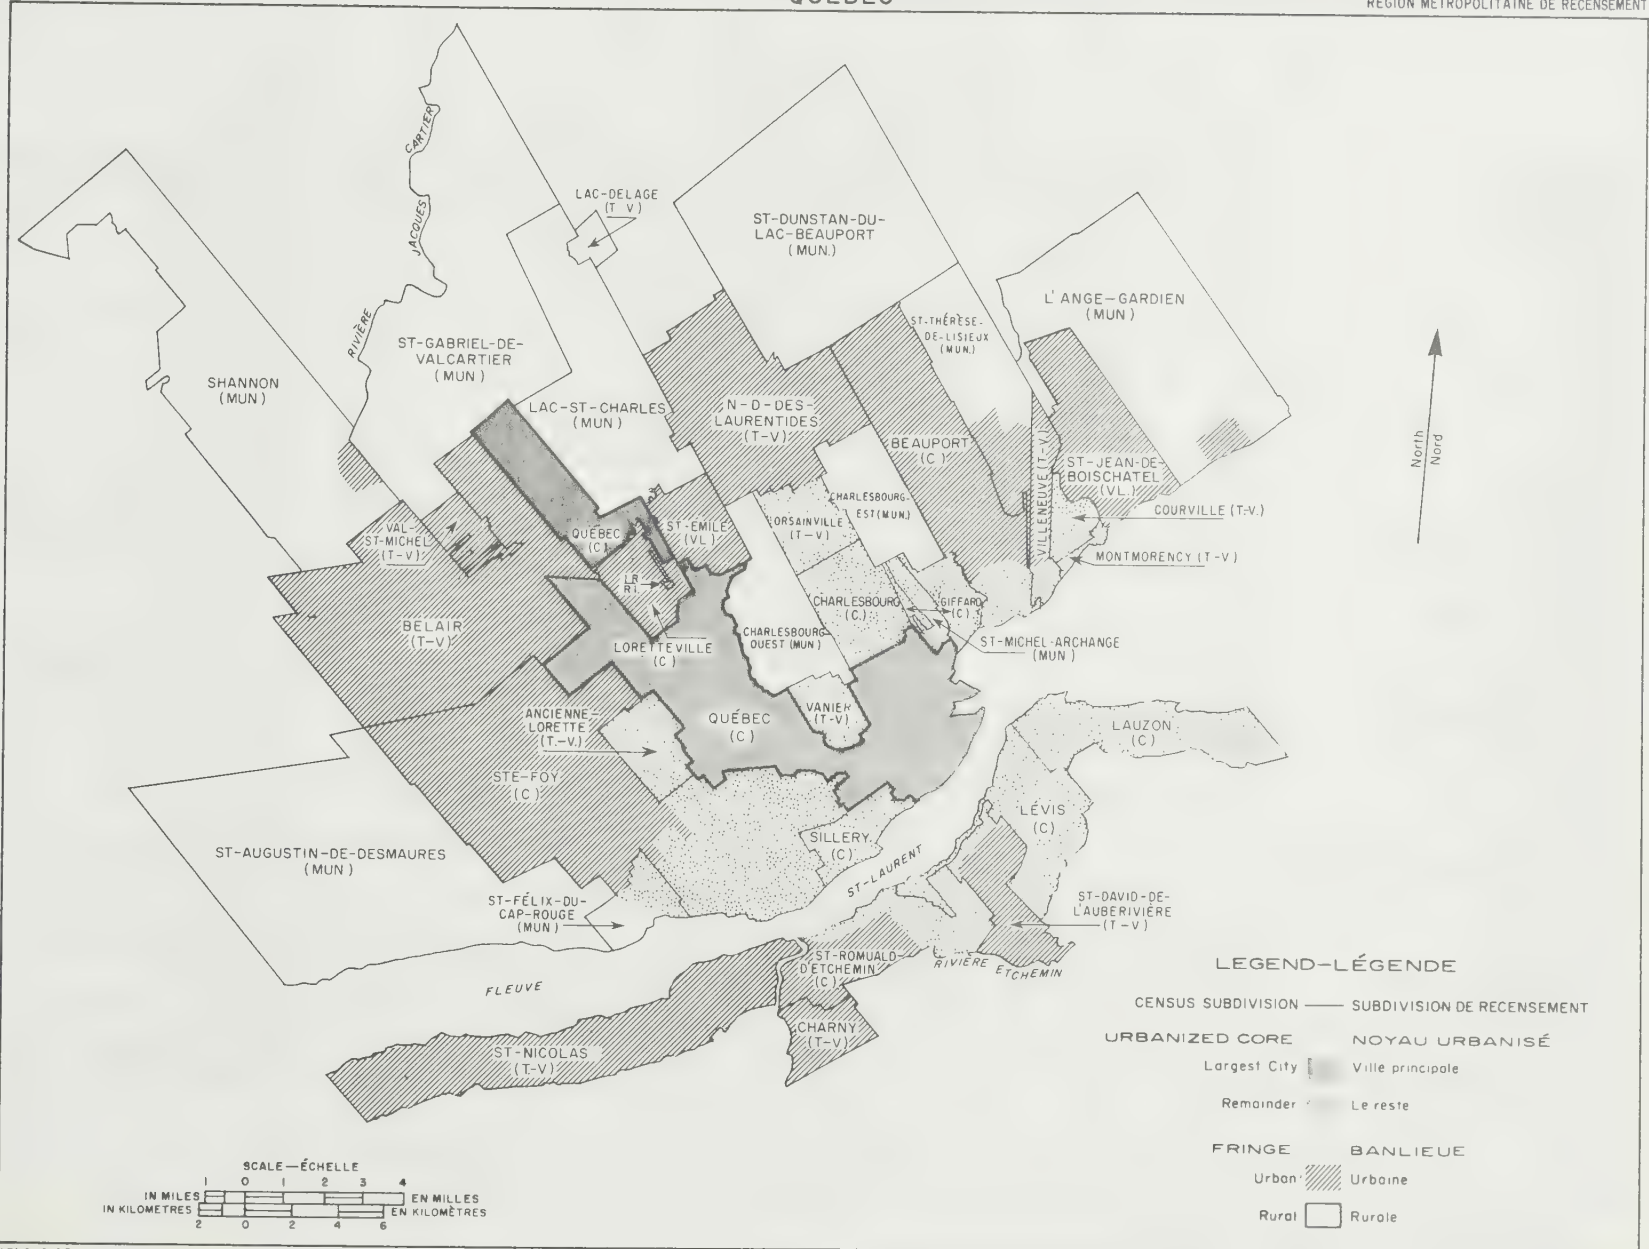 QUÉBEC
RÉGION MÉTROPOLITAINE DE RECENSEMENT
RIVIÈRE JACQUES CARTIER
LAC-DELAGE
(T V)
ST-DUNSTAN-DU-
LAC-BEAUPORT
(MUN.)
L'ANGE-GARDIEN
(MUN)
ST-THÉRÈSE-
DE-LISIEUX
(MUN.)
ST-GABRIEL-DE-
VALCARTIER
(MUN)
SHANNON
(MUN)
LAC-ST-CHARLES
(MUN)
N-D-DES-
LAURENTIDES
(T-V)
BEAUPORT
(C)
VILLENEUVE (T-V)
ST-JEAN-DE-
BOISCHATEL
(VL.)
North
Nord
COURVILLE (T-V.)
MONTMORENCY (T-V)
CHARLESBOURG-
EST (MUN.)
ORSAINVILLE
(T-V)
VAL-
ST-MICHEL
(T-V)
QUÉBEC
(C)
ST-EMILE
(VL)
LR
R1.
CHARLESBOURG
(C.)
GIFFARD
(C)
BÉLAIR
(T-V)
LORETTEVILLE
(C)
CHARLESBOURG-
OUEST (MUN)
ST-MICHEL-ARCHANGE
(MUN)
ANCIENNE-
LORETTE
(T.-V.)
QUÉBEC
(C)
VANIER
(T-V)
LAUZON
(C)
STE-FOY
(C)
LÉVIS
(C)
SILLERY
(C)
ST-AUGUSTIN-DE-DESMAURES
(MUN)
ST-FÉLIX-DU-
CAP-ROUGE
(MUN)
ST-DAVID-DE-
L'AUBERIVIÈRE
(T-V)
FLEUVE ST-LAURENT
ST-ROMUALD-
D'ETCHEMIN
(C)
RIVIÈRE ETCHEMIN
CHARNY
(T-V)
ST-NICOLAS
(T.-V)
LEGEND-LÉGENDE
CENSUS SUBDIVISION SUBDIVISION DE RECENSEMENT
URBANIZED CORE NOYAU URBANISÉ
Largest City Ville principale
Remainder Le reste
FRINGE BANLIEUE
Urban Urbaine
Rural Rurale
SCALE-ÉCHELLE
1 0 1 2 3 4
IN MILES EN MILLES
IN KILOMETRES EN KILOMÈTRES
2 0 2 4 6